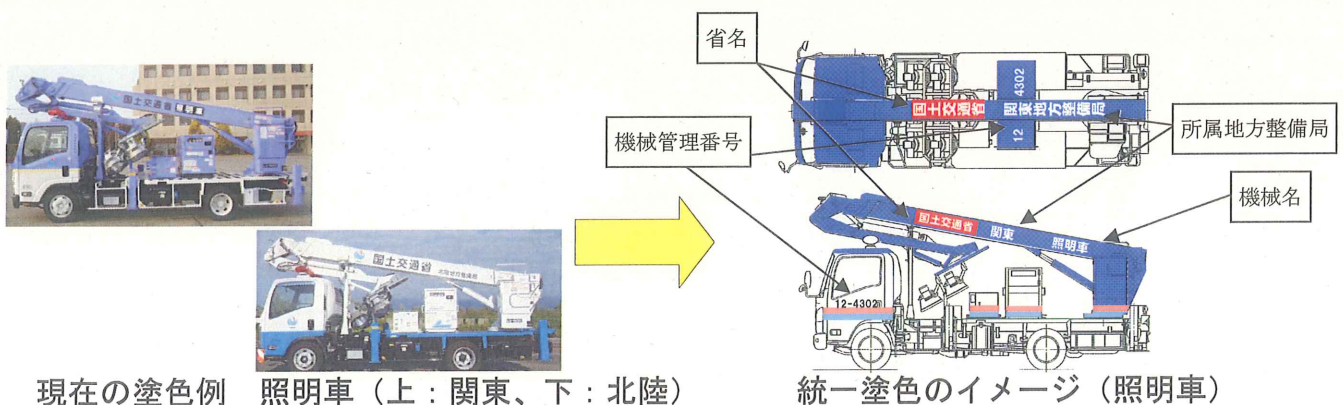 省名
国土交通省 照明車
4302
国土交通省 関東地方整備局
12
機械管理番号
所属地方整備局
機械名
国土交通省 関東 照明車
国土交通省
北陸地方整備局
12-4302
現在の塗色例 照明車(上:関東、下:北陸)
統一塗色のイメージ(照明車)